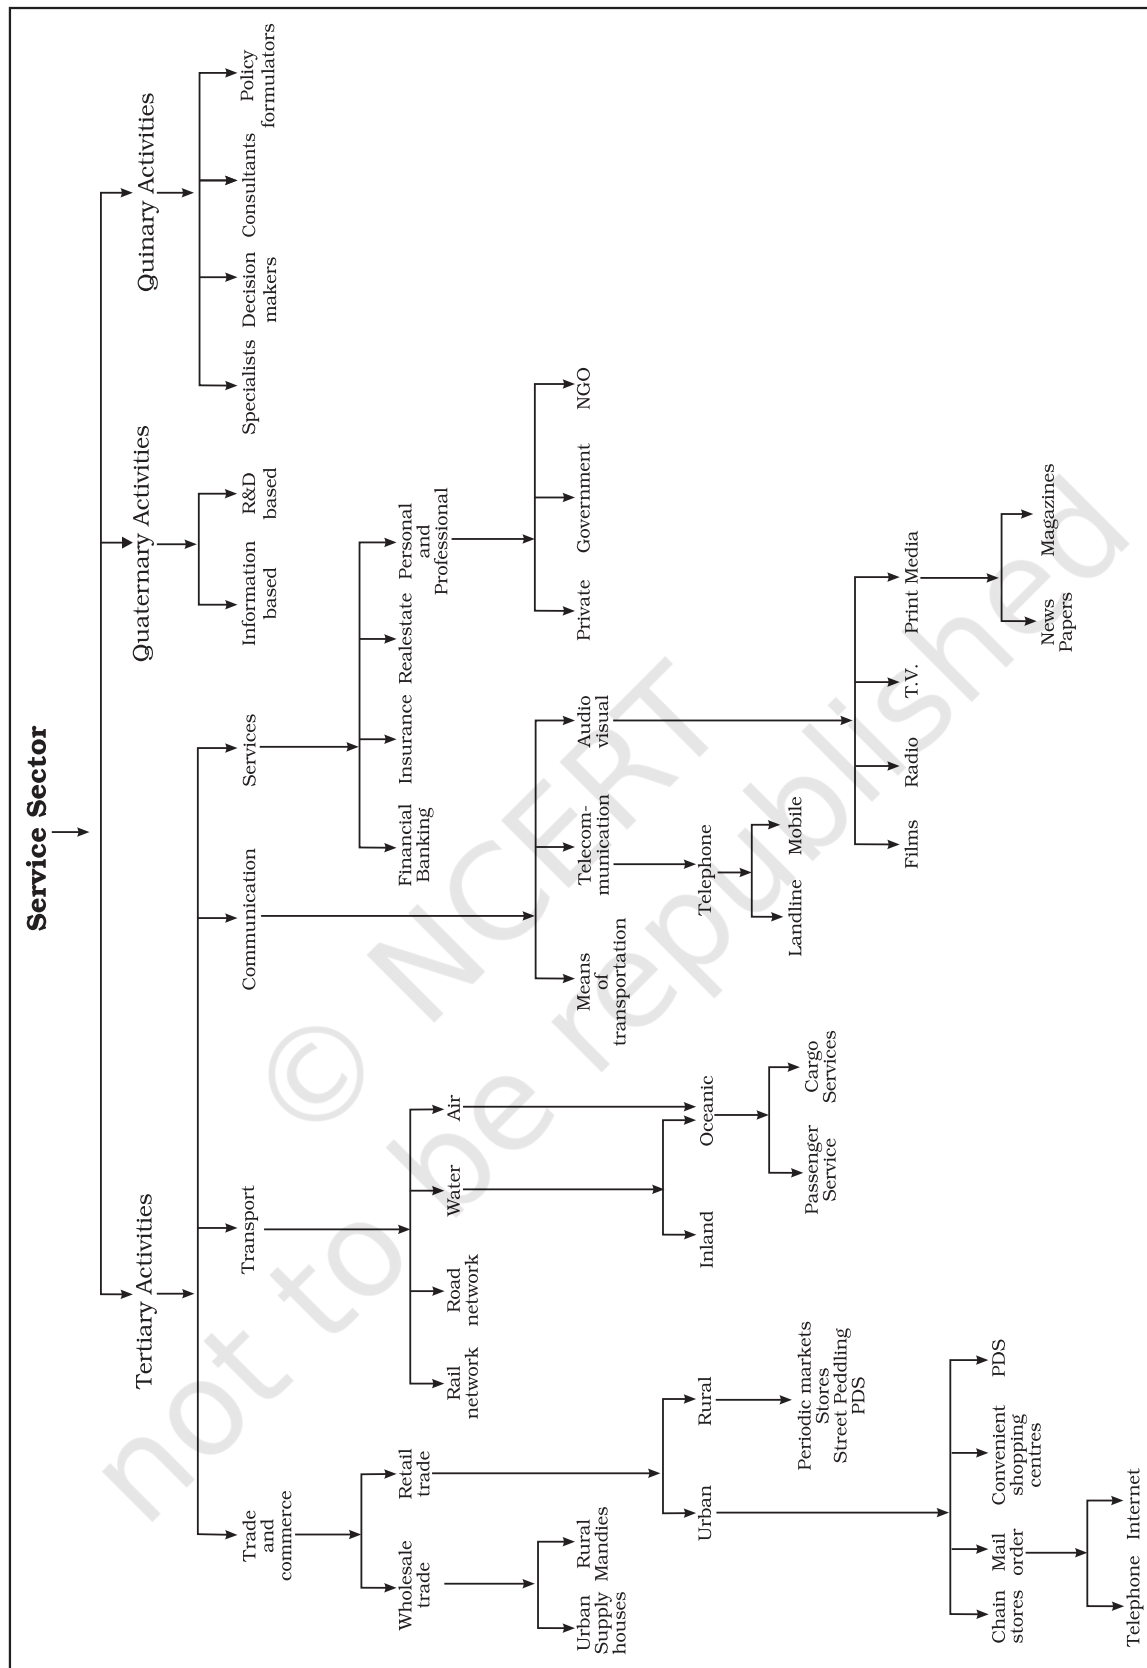 Service Sector
Tertiary Activities
Quaternary Activities
Quinary Activities
Trade
and
commerce
Transport
Communication
Services
Information
based
R&D
based
Specialists
Decision
makers
Consultants
Policy
formulators
Wholesale
trade
Retail
trade
Rail
network
Road
network
Water
Air
Financial
Banking
Insurance
Realestate
Personal
and
Professional
Urban
Supply
houses
Rural
Mandies
Means
of
transportation
Telecom-
munication
Audio
visual
Private
Government
NGO
Urban
Rural
Inland
Oceanic
Telephone
Periodic markets
Stores
Street Peddling
PDS
Passenger
Service
Cargo
Services
Landline
Mobile
Films
Radio
T.V.
Print Media
Chain
stores
Mail
order
Convenient
shopping
centres
PDS
News
Papers
Magazines
Telephone
Internet
© NCERT
not to be republished